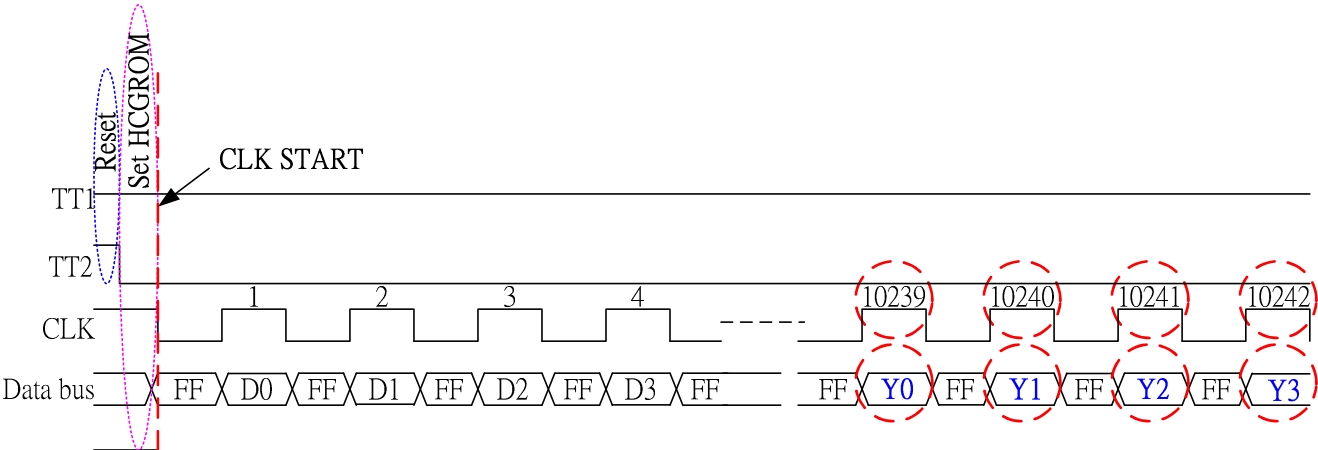 Reset
Set HCGROM
CLK START
TT1
TT2
1 2 3 4 10239 10240 10241 10242
CLK
Data bus FF D0 FF D1 FF D2 FF D3 FF FF Y0 FF Y1 FF Y2 FF Y3